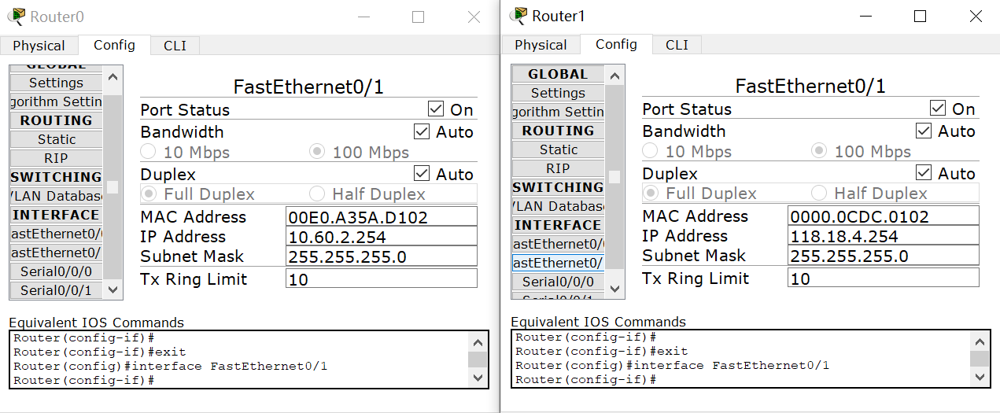 Router0
Physical Config CLI
GLOBAL
Settings
gorithm Settin
ROUTING
Static
RIP
SWITCHING
VLAN Databas
INTERFACE
astEthernet0/
astEthernet0/
Serial0/0/0
Serial0/0/1
FastEthernet0/1
Port Status On
Bandwidth Auto
10 Mbps 100 Mbps
Duplex Auto
Full Duplex Half Duplex
MAC Address 00E0.A35A.D102
IP Address 10.60.2.254
Subnet Mask 255.255.255.0
Tx Ring Limit 10
Equivalent IOS Commands
Router(config-if)#
Router(config-if)#exit
Router(config)#interface FastEthernet0/1
Router(config-if)#
Router1
Physical Config CLI
GLOBAL
Settings
gorithm Settin
ROUTING
Static
RIP
SWITCHING
VLAN Databas
INTERFACE
astEthernet0/
astEthernet0/
Serial0/0/0
Serial0/0/1
FastEthernet0/1
Port Status On
Bandwidth Auto
10 Mbps 100 Mbps
Duplex Auto
Full Duplex Half Duplex
MAC Address 0000.0CDC.0102
IP Address 118.18.4.254
Subnet Mask 255.255.255.0
Tx Ring Limit 10
Equivalent IOS Commands
Router(config-if)#
Router(config-if)#exit
Router(config)#interface FastEthernet0/1
Router(config-if)#